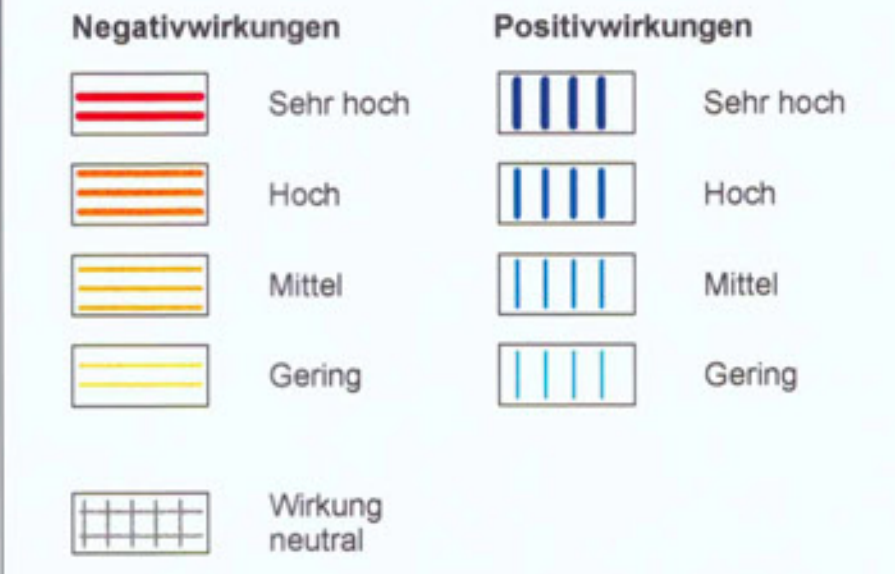 Negativwirkungen
Sehr hoch
Hoch
Mittel
Gering
Wirkung
neutral
Positivwirkungen
Sehr hoch
Hoch
Mittel
Gering